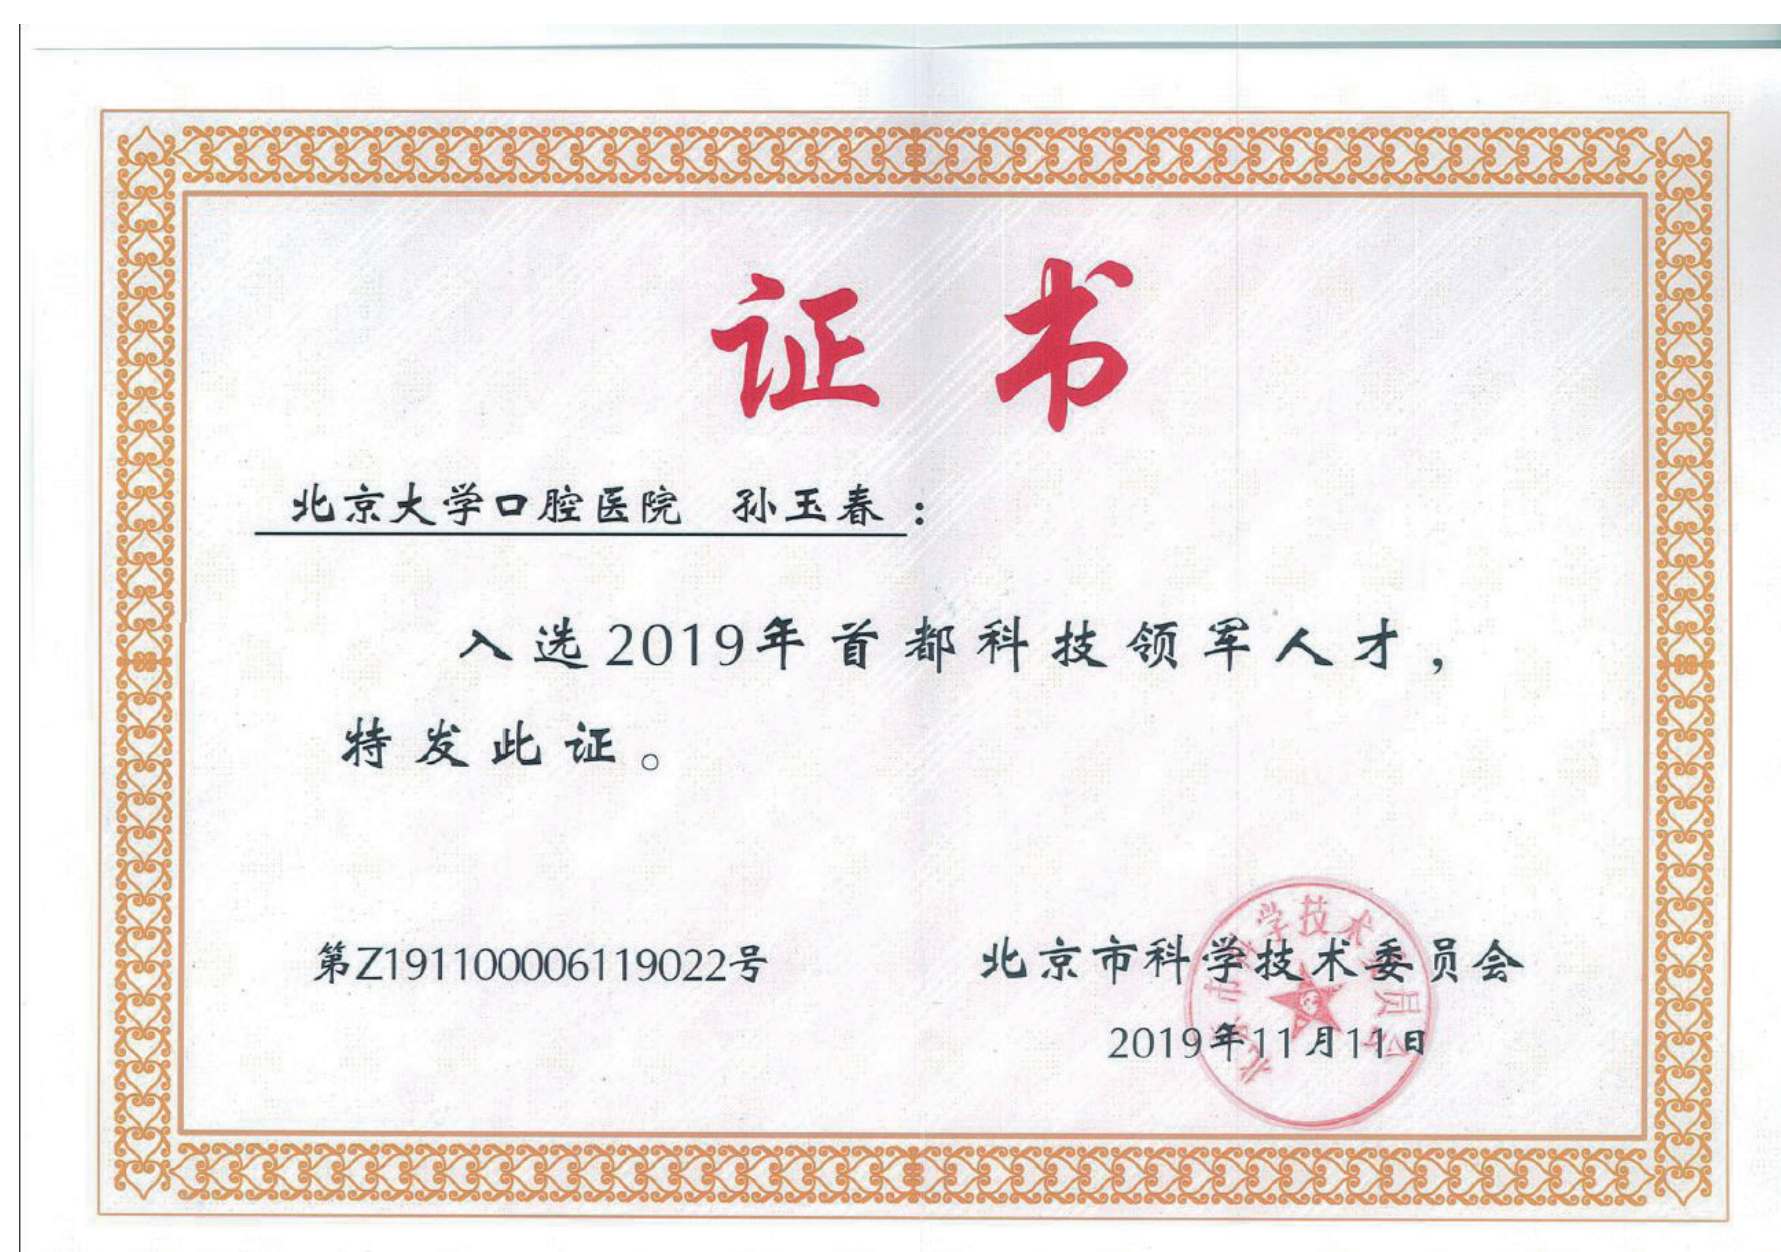 证书
北京大学口腔医院 孙玉春：
入选2019年首都科技领军人才，
特发此证。
第Z191100006119022号
北京市科学技术委员会
2019年11月11日